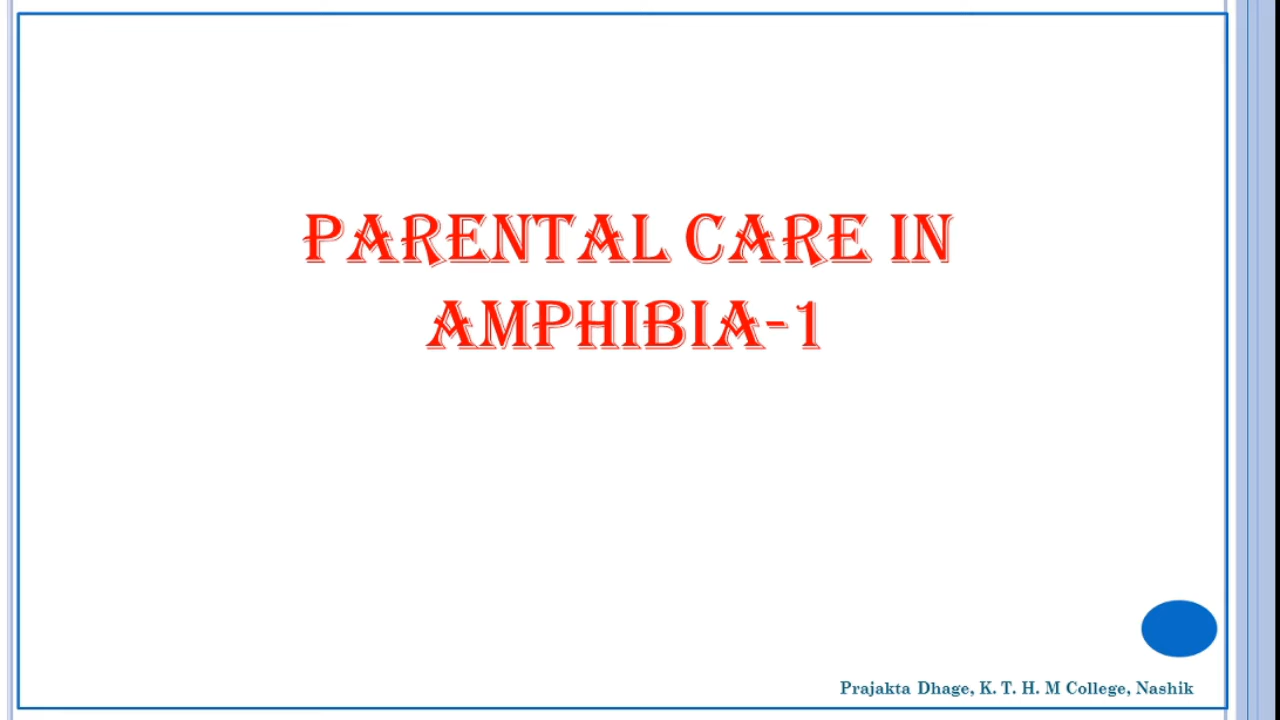 PARENTAL CARE IN
AMPHIBIA-1
Prajakta Dhage, K. T. H. M College, Nashik